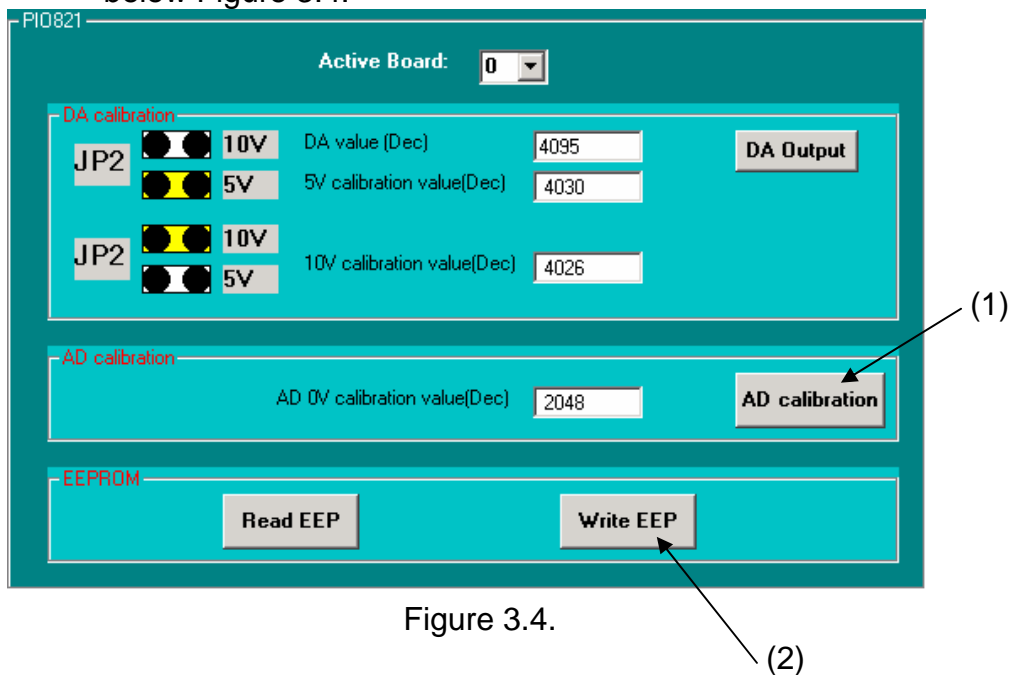 below Figure 3.4.
PIO821
Active Board: 0
DA calibration
JP2 10V DA value (Dec) 4095 DA Output
5V 5V calibration value(Dec) 4030
JP2 10V
5V 10V calibration value(Dec) 4026
(1)
AD calibration
AD 0V calibration value(Dec) 2048 AD calibration
EEPROM
Read EEP Write EEP
Figure 3.4.
(2)